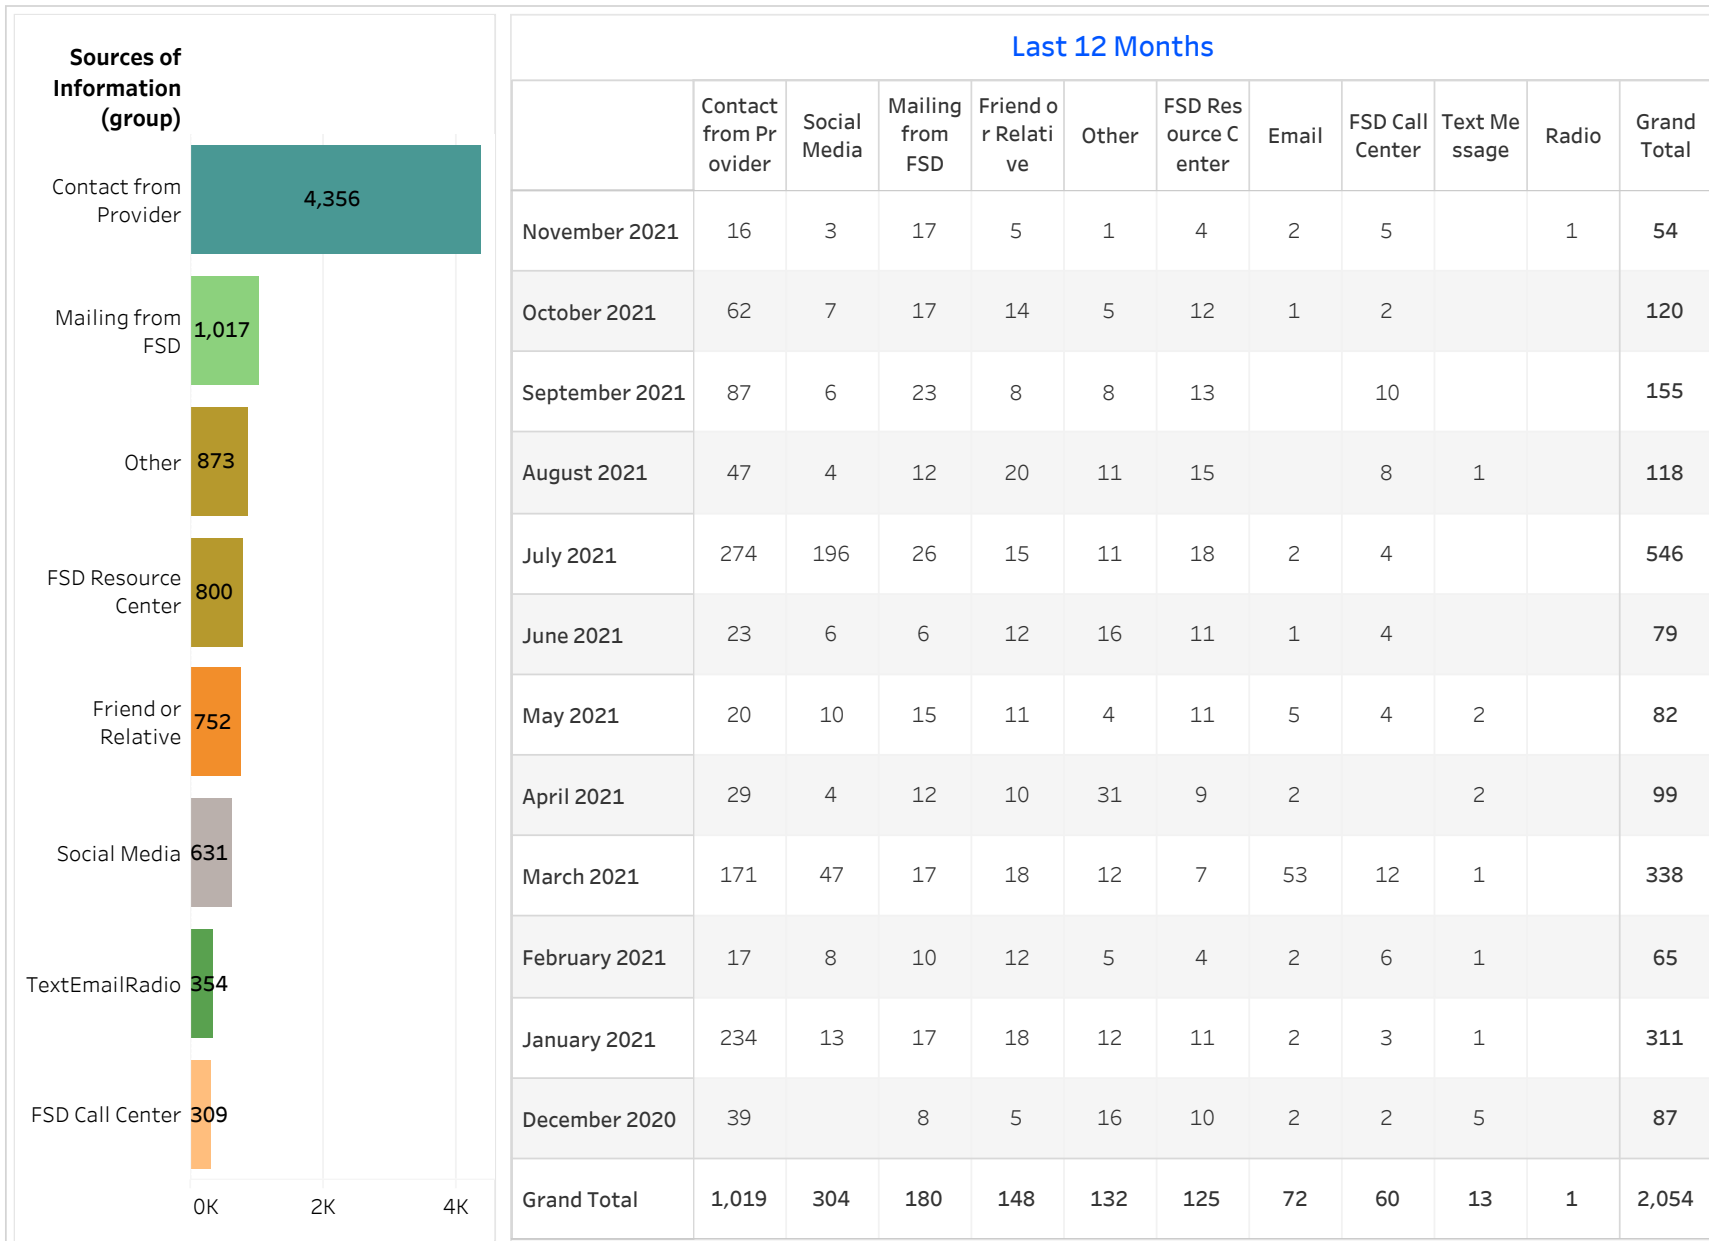 Sources of
Information
(group)
Contact from
Provider
4,356
Mailing from
FSD
1,017
Other
873
FSD Resource
Center
800
Friend or
Relative
752
Social Media
631
TextEmailRadio
354
FSD Call Center
309
0K 2K 4K
Last 12 Months
Contact
from Pr
ovider
Social
Media
Mailing
from
FSD
Friend o
r Relati
ve
Other
FSD Res
ource C
enter
Email
FSD Call
Center
Text Me
ssage
Radio
Grand
Total
November 2021 16 3 17 5 1 4 2 5 1 54
October 2021 62 7 17 14 5 12 1 2 120
September 2021 87 6 23 8 8 13 10 155
August 2021 47 4 12 20 11 15 8 1 118
July 2021 274 196 26 15 11 18 2 4 546
June 2021 23 6 6 12 16 11 1 4 79
May 2021 20 10 15 11 4 11 5 4 2 82
April 2021 29 4 12 10 31 9 2 2 99
March 2021 171 47 17 18 12 7 53 12 1 338
February 2021 17 8 10 12 5 4 2 6 1 65
January 2021 234 13 17 18 12 11 2 3 1 311
December 2020 39 8 5 16 10 2 2 5 87
Grand Total 1,019 304 180 148 132 125 72 60 13 1 2,054